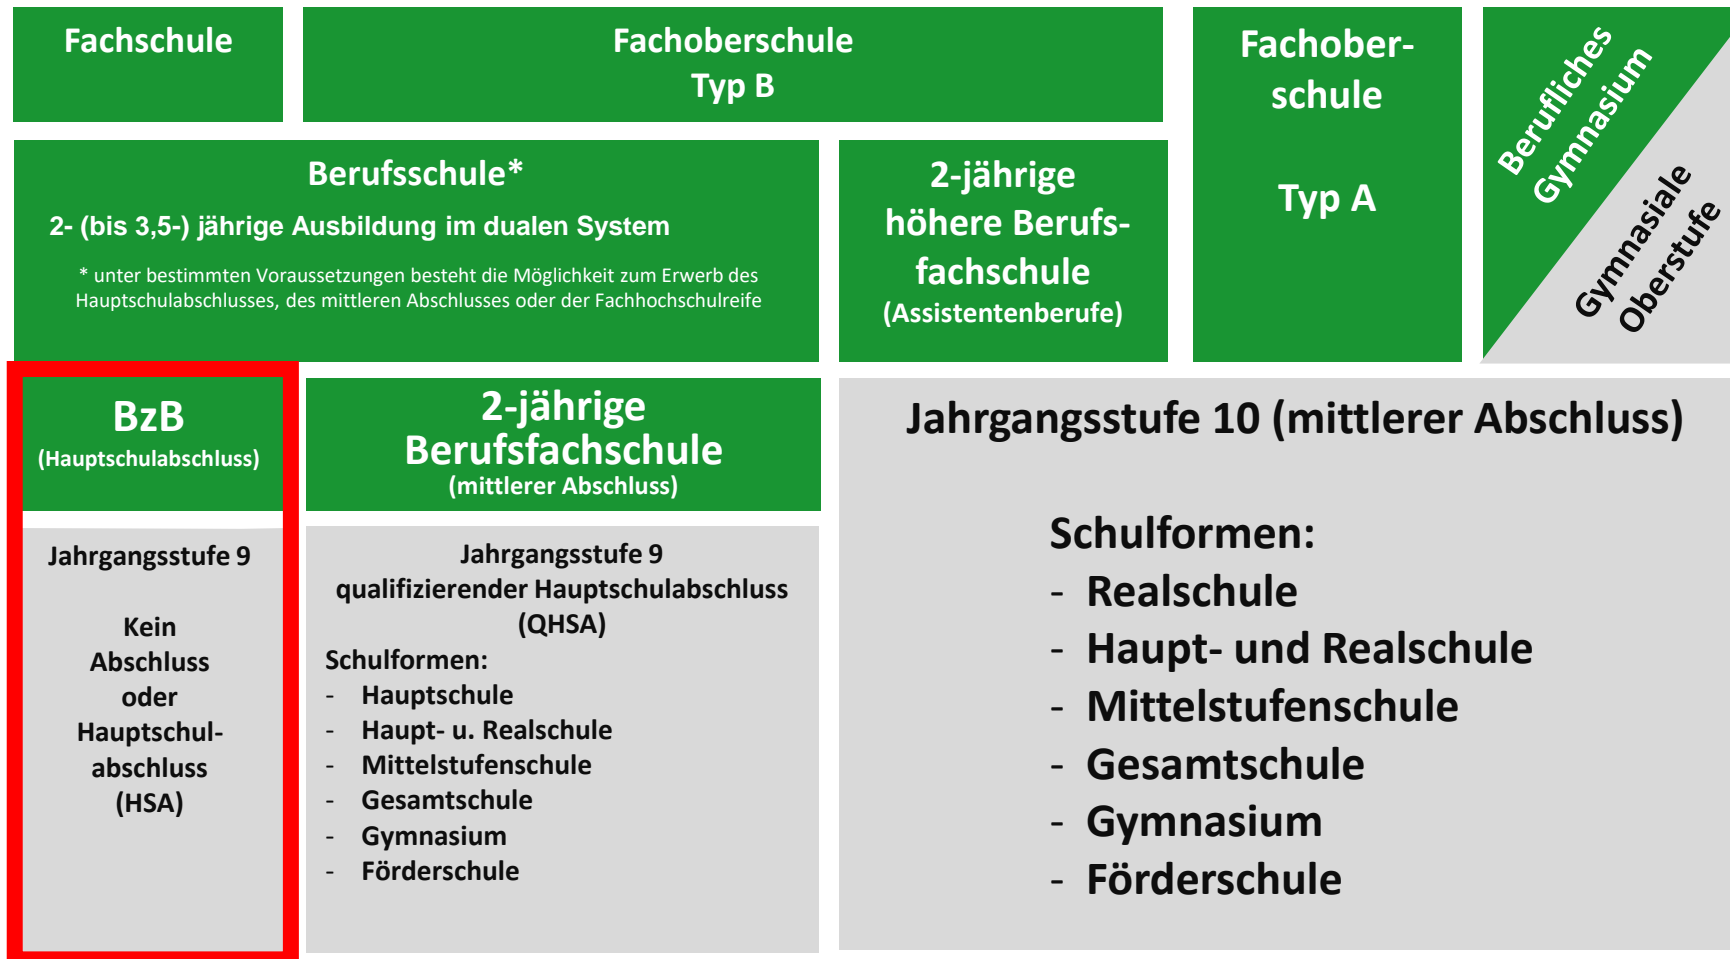 Fachschule
Fachoberschule
Typ B
Fachober-
schule
Typ A
Berufliches
Gymnasium
Gymnasiale
Oberstufe
Berufsschule*
2- (bis 3,5-) jährige Ausbildung im dualen System
* unter bestimmten Voraussetzungen besteht die Möglichkeit zum Erwerb des
Hauptschulabschlusses, des mittleren Abschlusses oder der Fachhochschulreife
2-jährige
höhere Berufs-
fachschule
(Assistentenberufe)
BzB
(Hauptschulabschluss)
2-jährige
Berufsfachschule
(mittlerer Abschluss)
Jahrgangsstufe 9
Kein
Abschluss
oder
Hauptschul-
abschluss
(HSA)
Jahrgangsstufe 9
qualifizierender Hauptschulabschluss
(QHSA)
Schulformen:
- Hauptschule
- Haupt- u. Realschule
- Mittelstufenschule
- Gesamtschule
- Gymnasium
- Förderschule
Jahrgangsstufe 10 (mittlerer Abschluss)
Schulformen:
- Realschule
- Haupt- und Realschule
- Mittelstufenschule
- Gesamtschule
- Gymnasium
- Förderschule